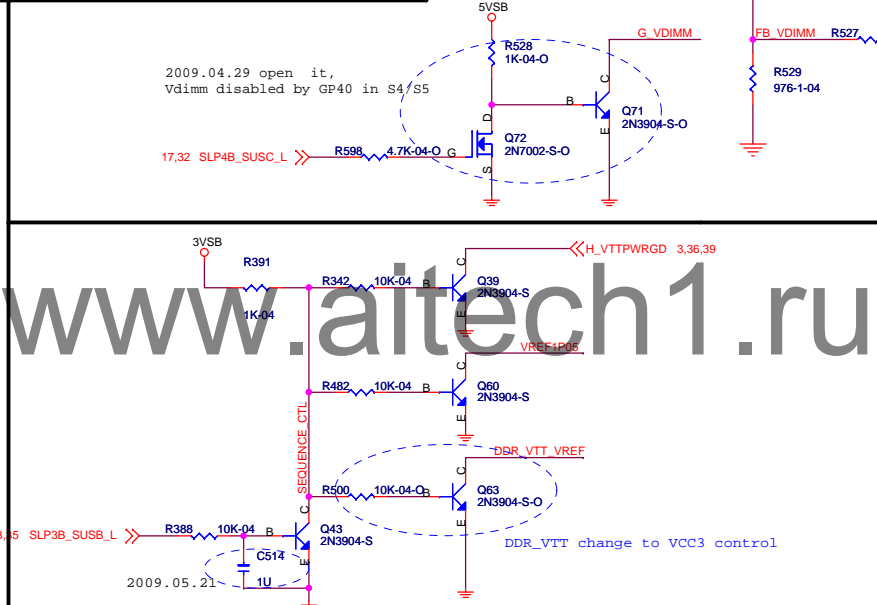 5VSB
G_VDIMM
FB_VDIMM R527
R528
1K-04-O
2009.04.29 open it,
Vdimm disabled by GP40 in S4/S5
R529
976-1-04
C
B
Q71
2N3904-S-O
E
D
Q72
2N7002-S-O
17,32 SLP4B_SUSC_L
R598 4.7K-04-O G
S
3VSB
R391
1K-04
H_VTTPWRGD 3,36,39
C
R342 10K-04 B
Q39
2N3904-S
E
www.aitech1.ru
VREF1P05
C
R482 10K-04 B
Q60
2N3904-S
E
SEQUENCE_CTL
DDR_VTT_VREF
C
R500 10K-04-O B
Q63
2N3904-S-O
E
SLP3B_SUSB_L
R388 10K-04 B
C
Q43
2N3904-S
E
DDR_VTT change to VCC3 control
C514
1U
2009.05.21